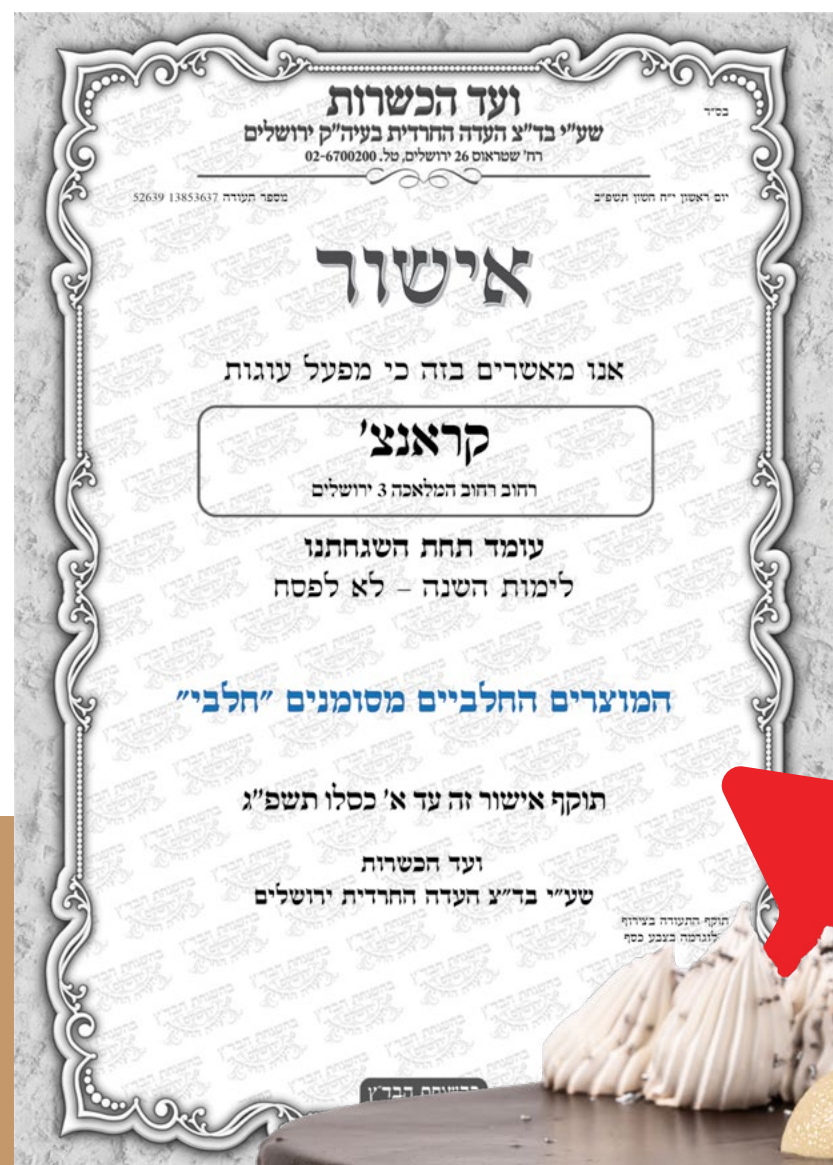 בס״ד
ועד הכשרות
שע״י בד״צ העדה החרדית בעיה״ק ירושלים
רח׳ שטראוס 26 ירושלים, טל. 02-6700200
יום ראשון י״ח חשון תשפ״ב
מספר תעודה 13853637 52639
אישור
אנו מאשרים בזה כי מפעל עוגות
קראנצ׳
רחוב רחוב המלאכה 3 ירושלים
עומד תחת השגחתנו
לימות השנה – לא לפסח
המוצרים החלביים מסומנים ״חלבי״
תוקף אישור זה עד א׳ כסלו תשפ״ג
ועד הכשרות
שע״י בד״צ העדה החרדית ירושלים
תוקף התעודה בצירוף
בצבע כסף